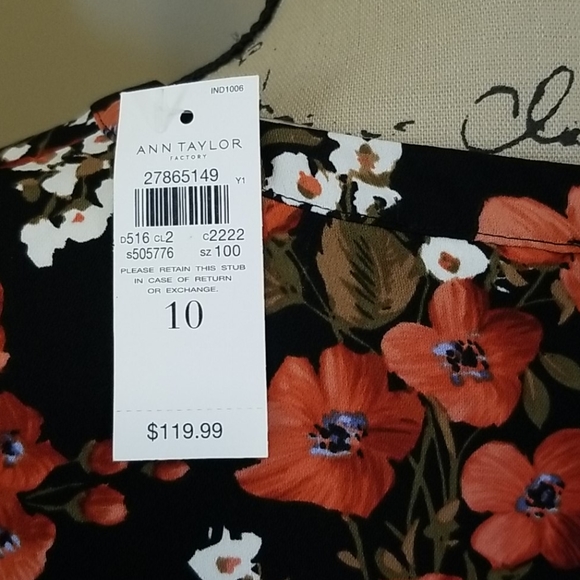 IND1006
ANN TAYLOR
FACTORY
27865149 Y1
D516 CL2 C2222
S505776 SZ 100
PLEASE RETAIN THIS STUB
IN CASE OF RETURN
OR EXCHANGE.
10
$119.99